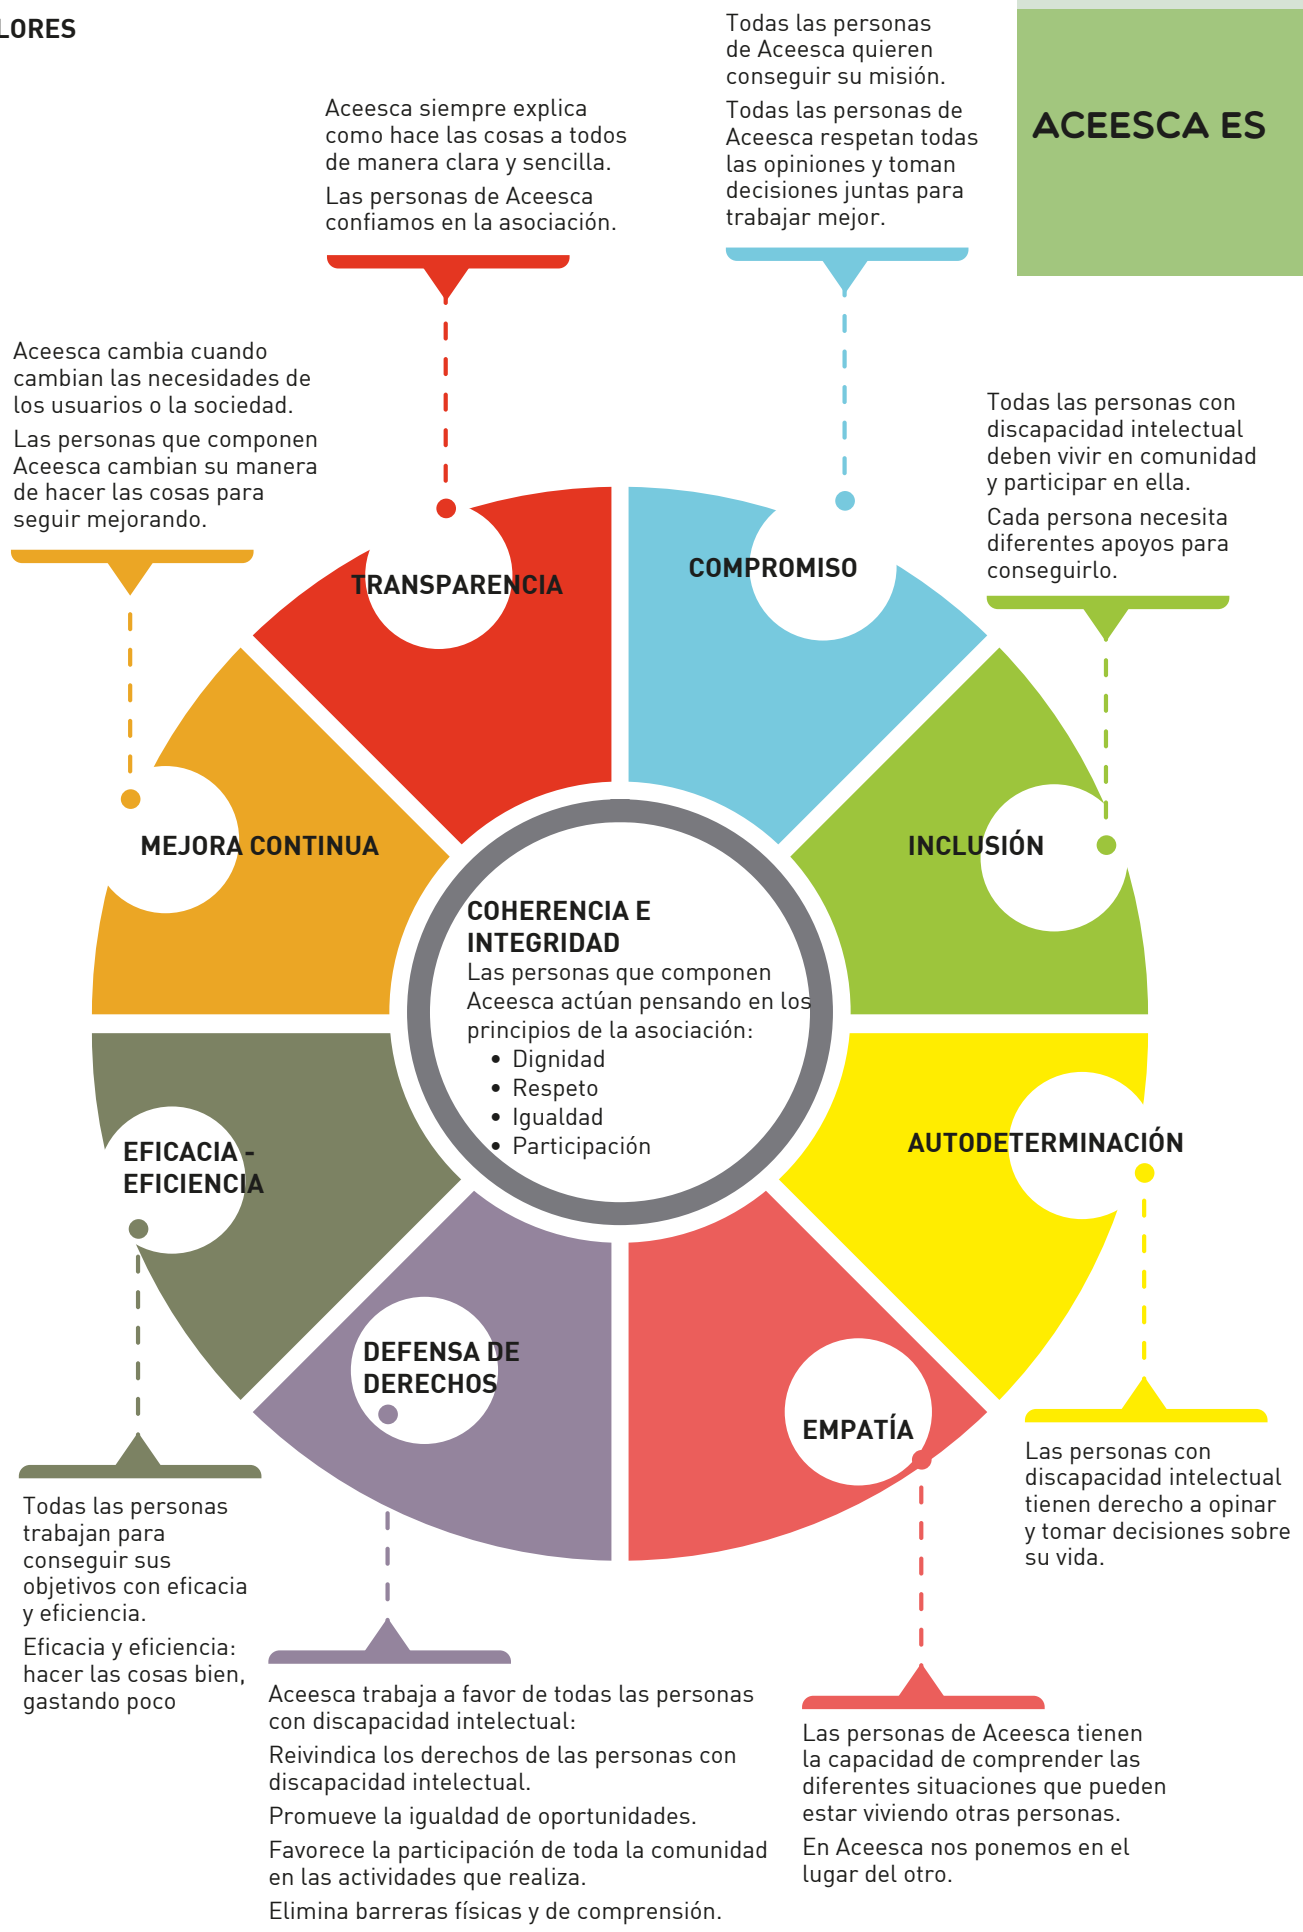 LORES
ACEESCA ES
Aceesca siempre explica
como hace las cosas a todos
de manera clara y sencilla.
Las personas de Aceesca
confiamos en la asociación.
Todas las personas
de Aceesca quieren
conseguir su misión.
Todas las personas de
Aceesca respetan todas
las opiniones y toman
decisiones juntas para
trabajar mejor.
Aceesca cambia cuando
cambian las necesidades de
los usuarios o la sociedad.
Las personas que componen
Aceesca cambian su manera
de hacer las cosas para
seguir mejorando.
Todas las personas con
discapacidad intelectual
deben vivir en comunidad
y participar en ella.
Cada persona necesita
diferentes apoyos para
conseguirlo.
TRANSPARENCIA
COMPROMISO
MEJORA CONTINUA
INCLUSIÓN
COHERENCIA E
INTEGRIDAD
Las personas que componen
Aceesca actúan pensando en los
principios de la asociación:
• Dignidad
• Respeto
• Igualdad
• Participación
EFICACIA -
EFICIENCIA
AUTODETERMINACIÓN
DEFENSA DE
DERECHOS
EMPATÍA
Todas las personas
trabajan para
conseguir sus
objetivos con eficacia
y eficiencia.
Eficacia y eficiencia:
hacer las cosas bien,
gastando poco
Aceesca trabaja a favor de todas las personas
con discapacidad intelectual:
Reivindica los derechos de las personas con
discapacidad intelectual.
Promueve la igualdad de oportunidades.
Favorece la participación de toda la comunidad
en las actividades que realiza.
Elimina barreras físicas y de comprensión.
Las personas de Aceesca tienen
la capacidad de comprender las
diferentes situaciones que pueden
estar viviendo otras personas.
En Aceesca nos ponemos en el
lugar del otro.
Las personas con
discapacidad intelectual
tienen derecho a opinar
y tomar decisiones sobre
su vida.